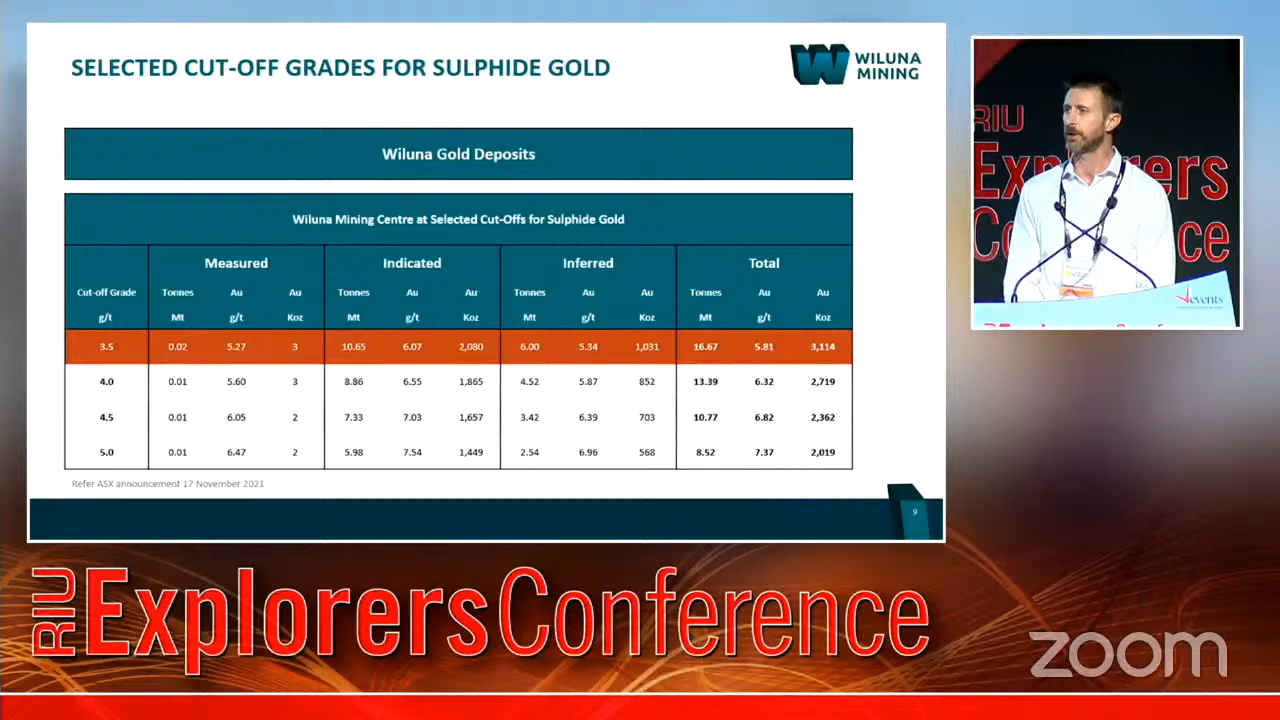 SELECTED CUT-OFF GRADES FOR SULPHIDE GOLD
WILUNA
MINING
Wiluna Gold Deposits
Wiluna Mining Centre at Selected Cut-Offs for Sulphide Gold
Measured Indicated Inferred Total
Cut-off Grade Tonnes Au Au Tonnes Au Au Tonnes Au Au Tonnes Au Au
g/t Mt g/t Koz Mt g/t Koz Mt g/t Koz Mt g/t Koz
3.5 0.02 5.27 3 10.65 6.07 2,080 6.00 5.34 1,031 16.67 5.81 3,114
4.0 0.01 5.60 3 8.86 6.55 1,865 4.52 5.87 852 13.39 6.32 2,719
4.5 0.01 6.05 2 7.33 7.03 1,657 3.42 6.39 703 10.77 6.82 2,362
5.0 0.01 6.47 2 5.98 7.54 1,449 2.54 6.96 568 8.52 7.37 2,019
Refer ASX announcement 17 November 2021
9
RIU
Ex ers
Co ce
events
RIU ExplorersConference
zoom